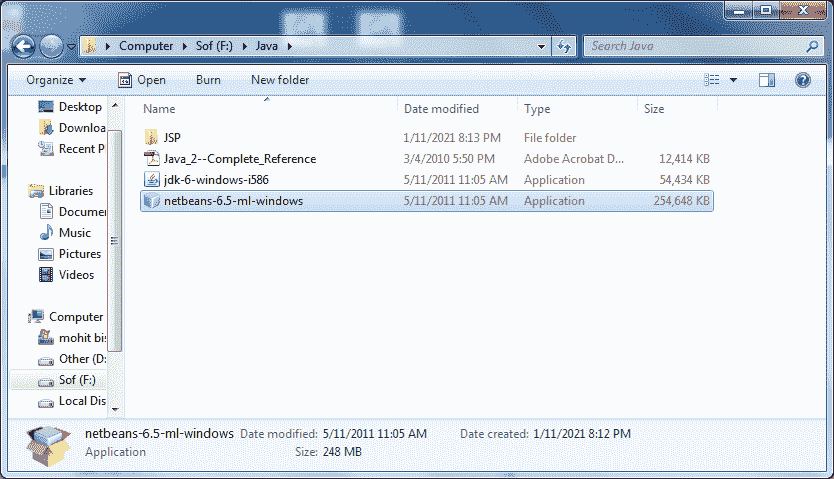 Computer ▸ Sof (F:) ▸ Java ▸
Search Java
Organize Open Burn New folder
Name Date modified Type Size
Desktop
Downloa
Recent P
Libraries
Documen
Music
Pictures
Videos
Computer
mohit bis
Other (D:
Sof (F:)
Local Dis
JSP 1/11/2021 8:13 PM File folder
Java_2--Complete_Reference 3/4/2010 5:50 PM Adobe Acrobat D... 12,414 KB
jdk-6-windows-i586 5/11/2011 11:05 AM Application 54,434 KB
netbeans-6.5-ml-windows 5/11/2011 11:05 AM Application 254,648 KB
netbeans-6.5-ml-windows Date modified: 5/11/2011 11:05 AM Date created: 1/11/2021 8:12 PM
Application Size: 248 MB